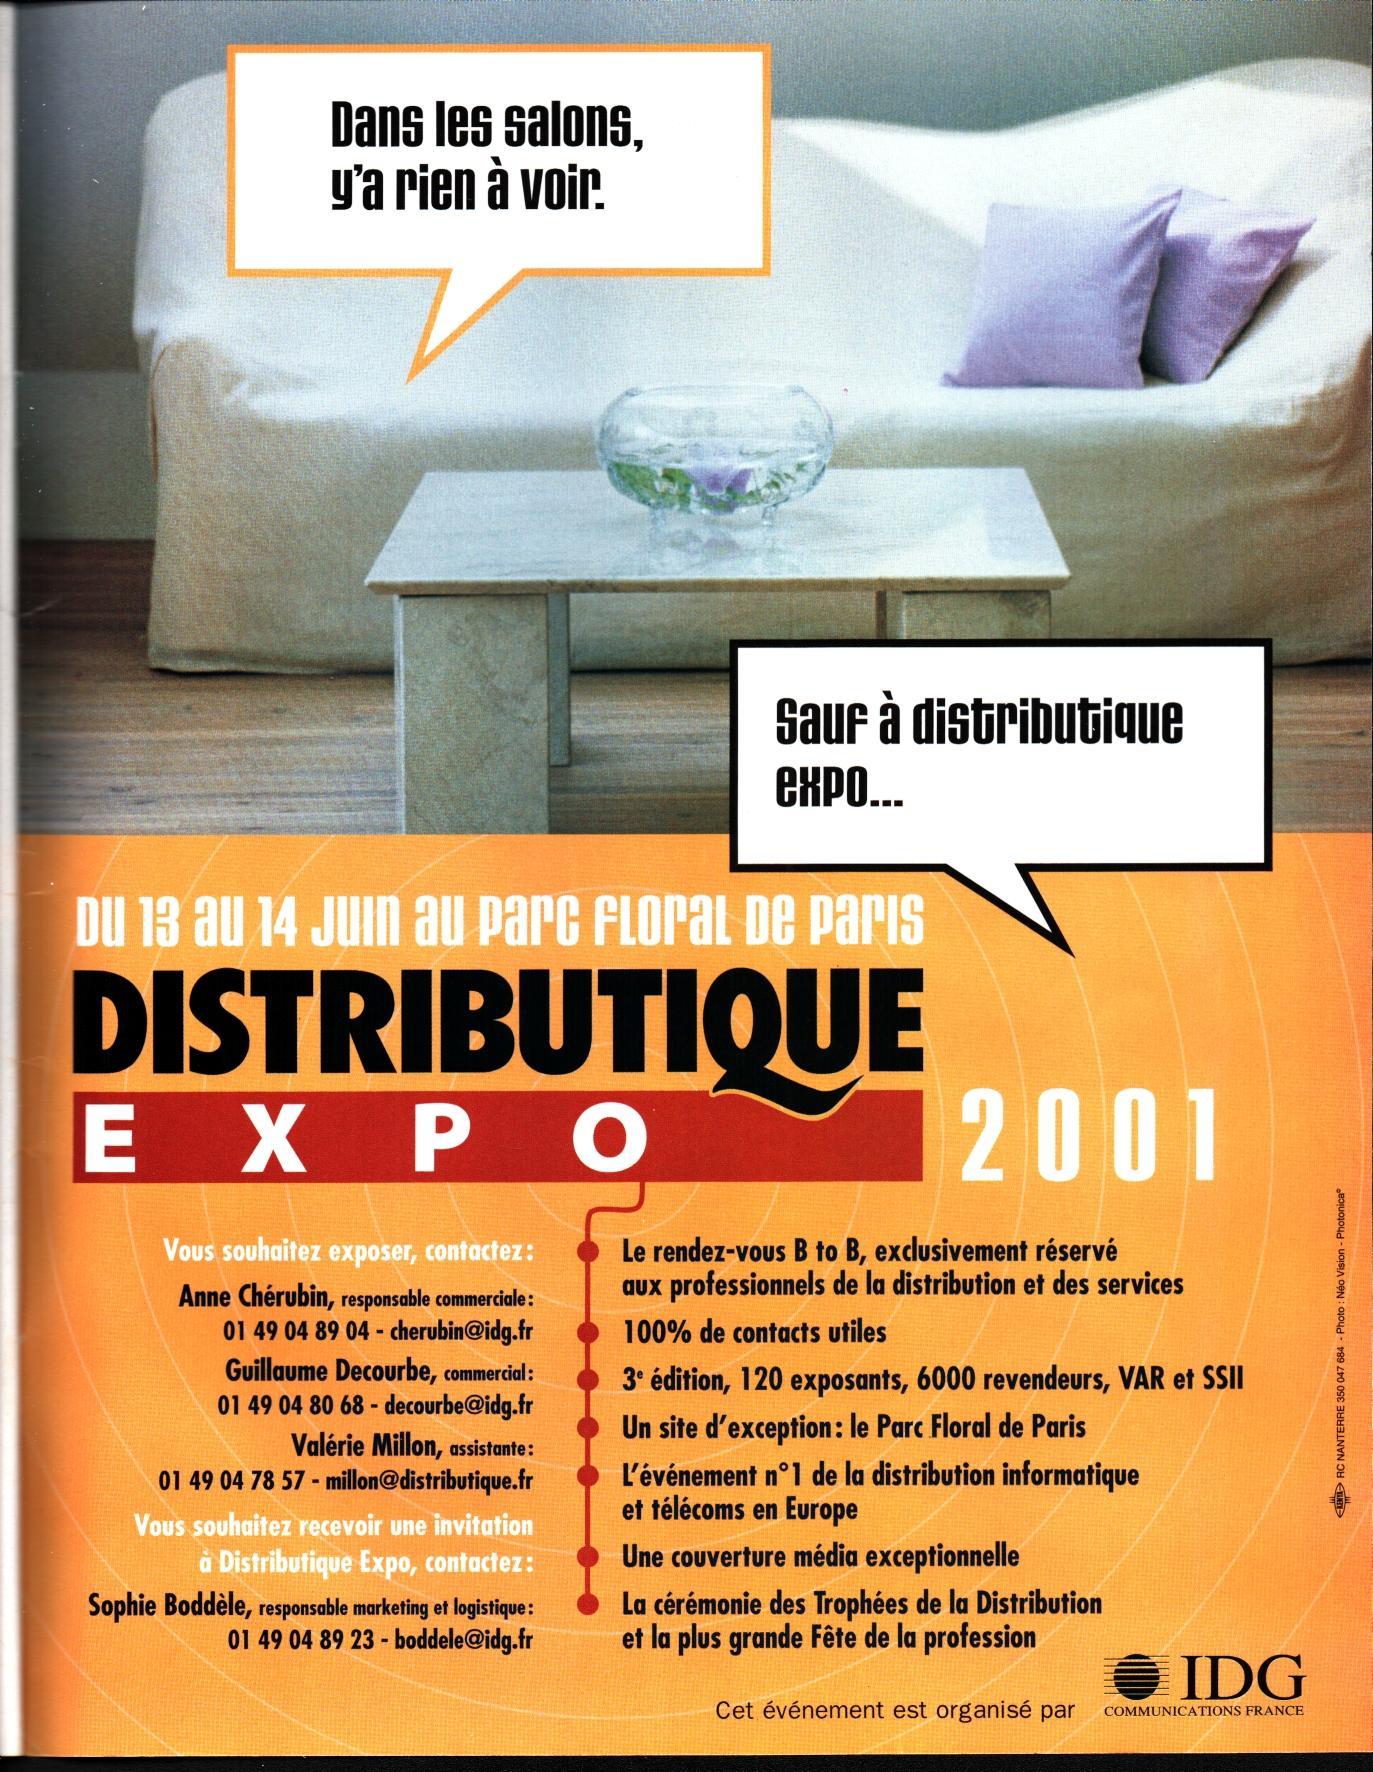 Dans les salons,
y'a rien à voir.
Sauf à distributique
expo...
DU 13 au 14 Juin au Parc FLoraL DE Paris
DISTRIBUTIQUE
EXPO 2001
Vous souhaitez exposer, contactez :
Anne Chérubin, responsable commerciale :
01 49 04 89 04 - cherubin@idg.fr
Guillaume Decourbe, commercial :
01 49 04 80 68 - decourbe@idg.fr
Valérie Millon, assistante :
01 49 04 78 57 - millon@distributique.fr
Vous souhaitez recevoir une invitation
à Distributique Expo, contactez :
Sophie Boddèle, responsable marketing et logistique :
01 49 04 89 23 - boddele@idg.fr
Le rendez-vous B to B, exclusivement réservé
aux professionnels de la distribution et des services
100% de contacts utiles
3e édition, 120 exposants, 6000 revendeurs, VAR et SSII
Un site d'exception : le Parc Floral de Paris
L'événement n°1 de la distribution informatique
et télécoms en Europe
Une couverture média exceptionnelle
La cérémonie des Trophées de la Distribution
et la plus grande Fête de la profession
Cet événement est organisé par
IDG
COMMUNICATIONS FRANCE
KENYA RC NANTERRE 350 047 684 - Photo : Néo Vision - Photonica®